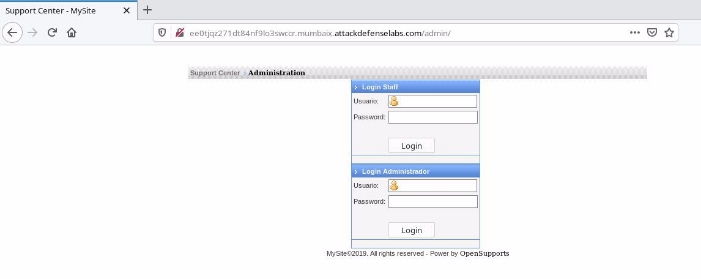 Support Center - MySite
ee0tjqz271dt84nf9lo3swccr.mumbaix.attackdefenselabs.com/admin/
Support Center › Administration
› Login Staff
Usuario:
Password:
Login
› Login Administrador
Usuario:
Password:
Login
MySite©2019. All rights reserved - Power by OpenSupports